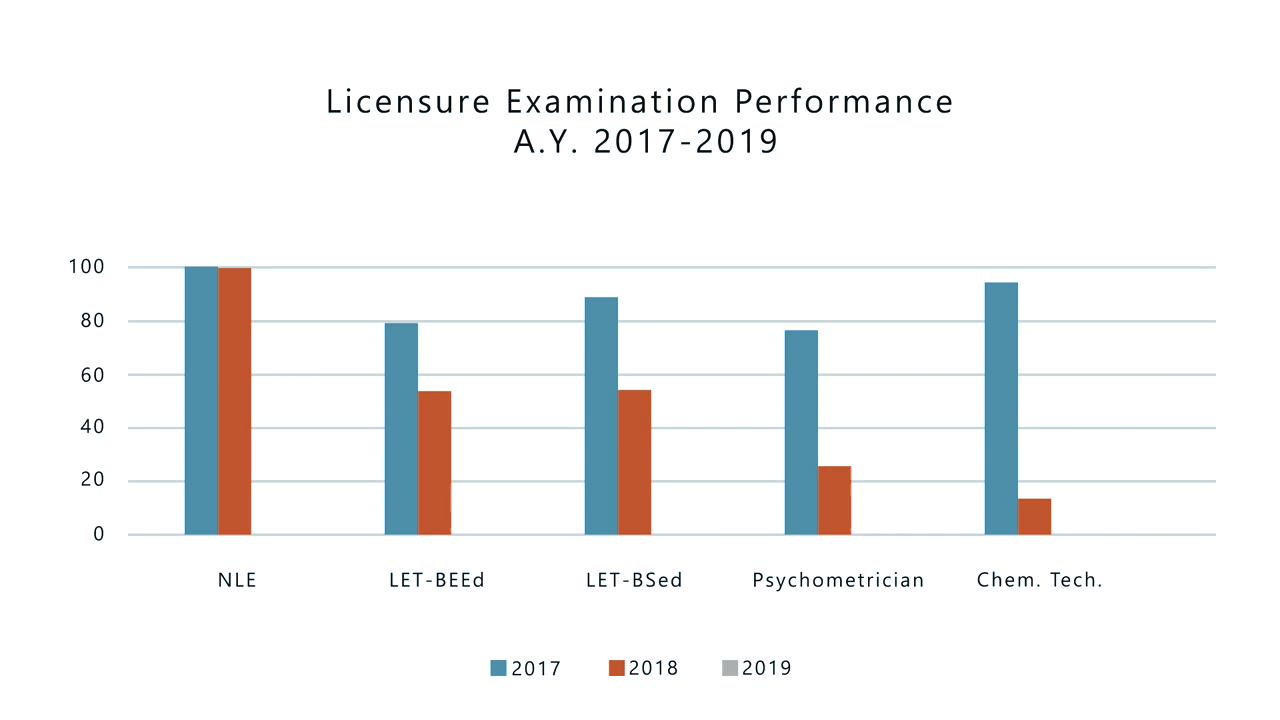 Licensure Examination Performance
A.Y. 2017-2019
100
80
60
40
20
0
NLE
LET-BEEd
LET-BSed
Psychometrician
Chem. Tech.
2017
2018
2019